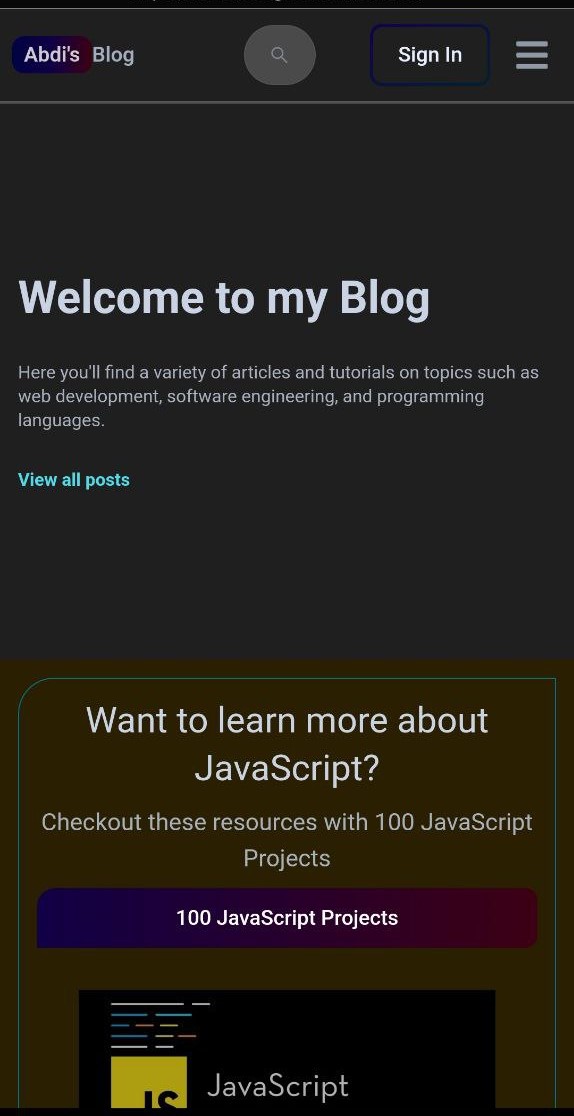 Abdi's Blog
Sign In
Welcome to my Blog
Here you'll find a variety of articles and tutorials on topics such as
web development, software engineering, and programming
languages.
View all posts
Want to learn more about
JavaScript?
Checkout these resources with 100 JavaScript
Projects
100 JavaScript Projects
JS JavaScript